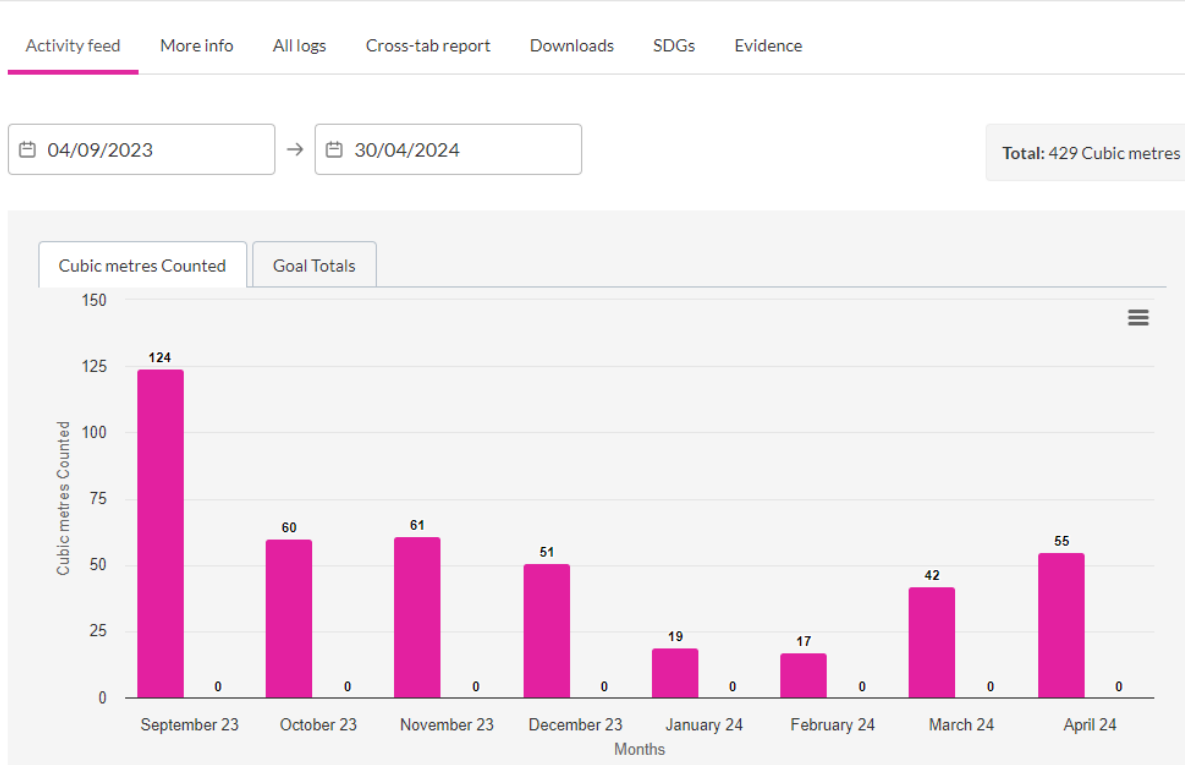 Activity feed More info All logs Cross-tab report Downloads SDGs Evidence
04/09/2023 → 30/04/2024 Total: 429 Cubic metres
Cubic metres Counted Goal Totals
150
125
100
75
50
25
0
Cubic metres Counted
124 60 61 51 19 17 42 55
0 0 0 0 0 0 0 0
September 23 October 23 November 23 December 23 January 24 February 24 March 24 April 24
Months